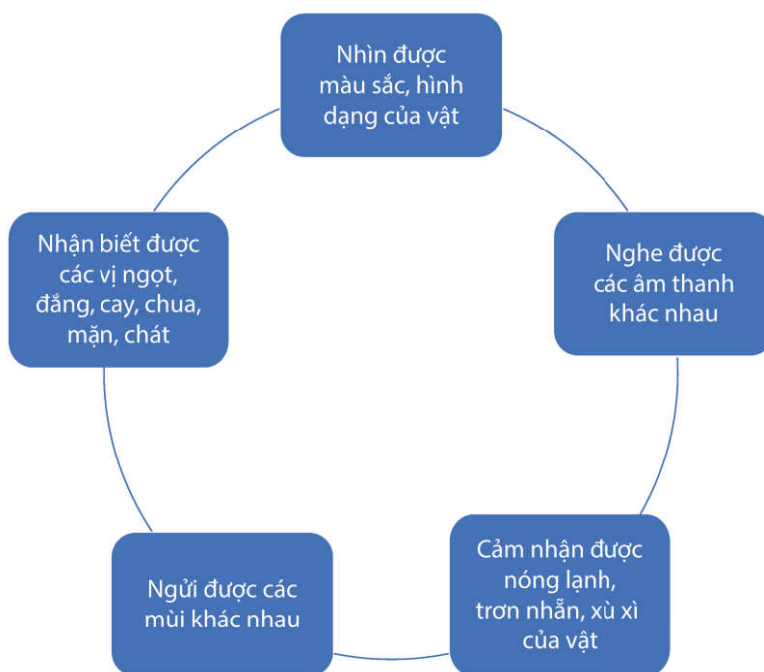 Nhìn được
màu sắc, hình
dạng của vật
Nghe được
các âm thanh
khác nhau
Cảm nhận được
nóng lạnh,
trơn nhẵn, xù xì
của vật
Ngửi được các
mùi khác nhau
Nhận biết được
các vị ngọt,
đắng, cay, chua,
mặn, chát